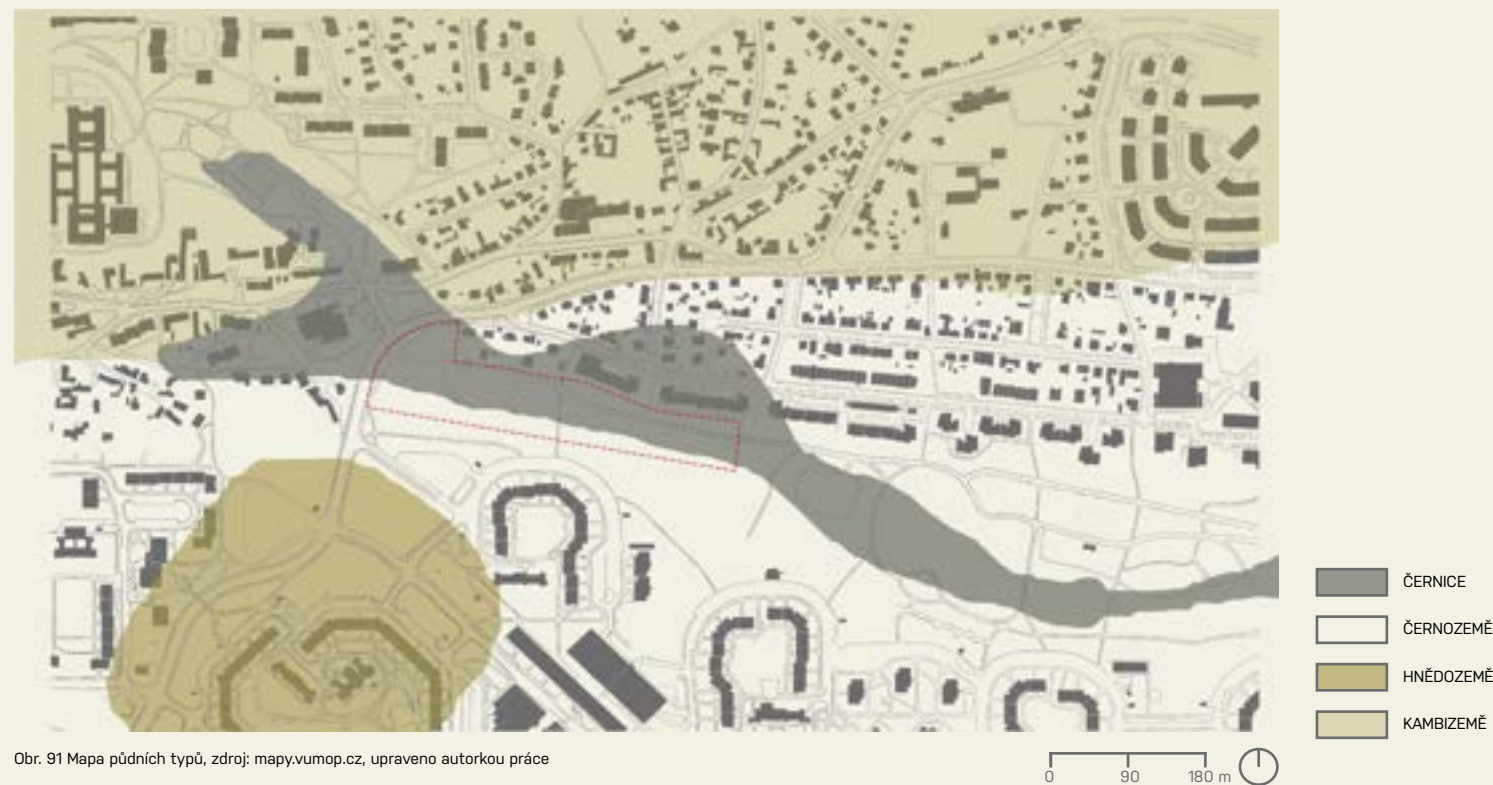 ČERNICE
ČERNOZEMĚ
HNĚDOZEMĚ
KAMBIZEMĚ
Obr. 91 Mapa půdních typů, zdroj: mapy.vumop.cz, upraveno autorkou práce
0 90 180 m